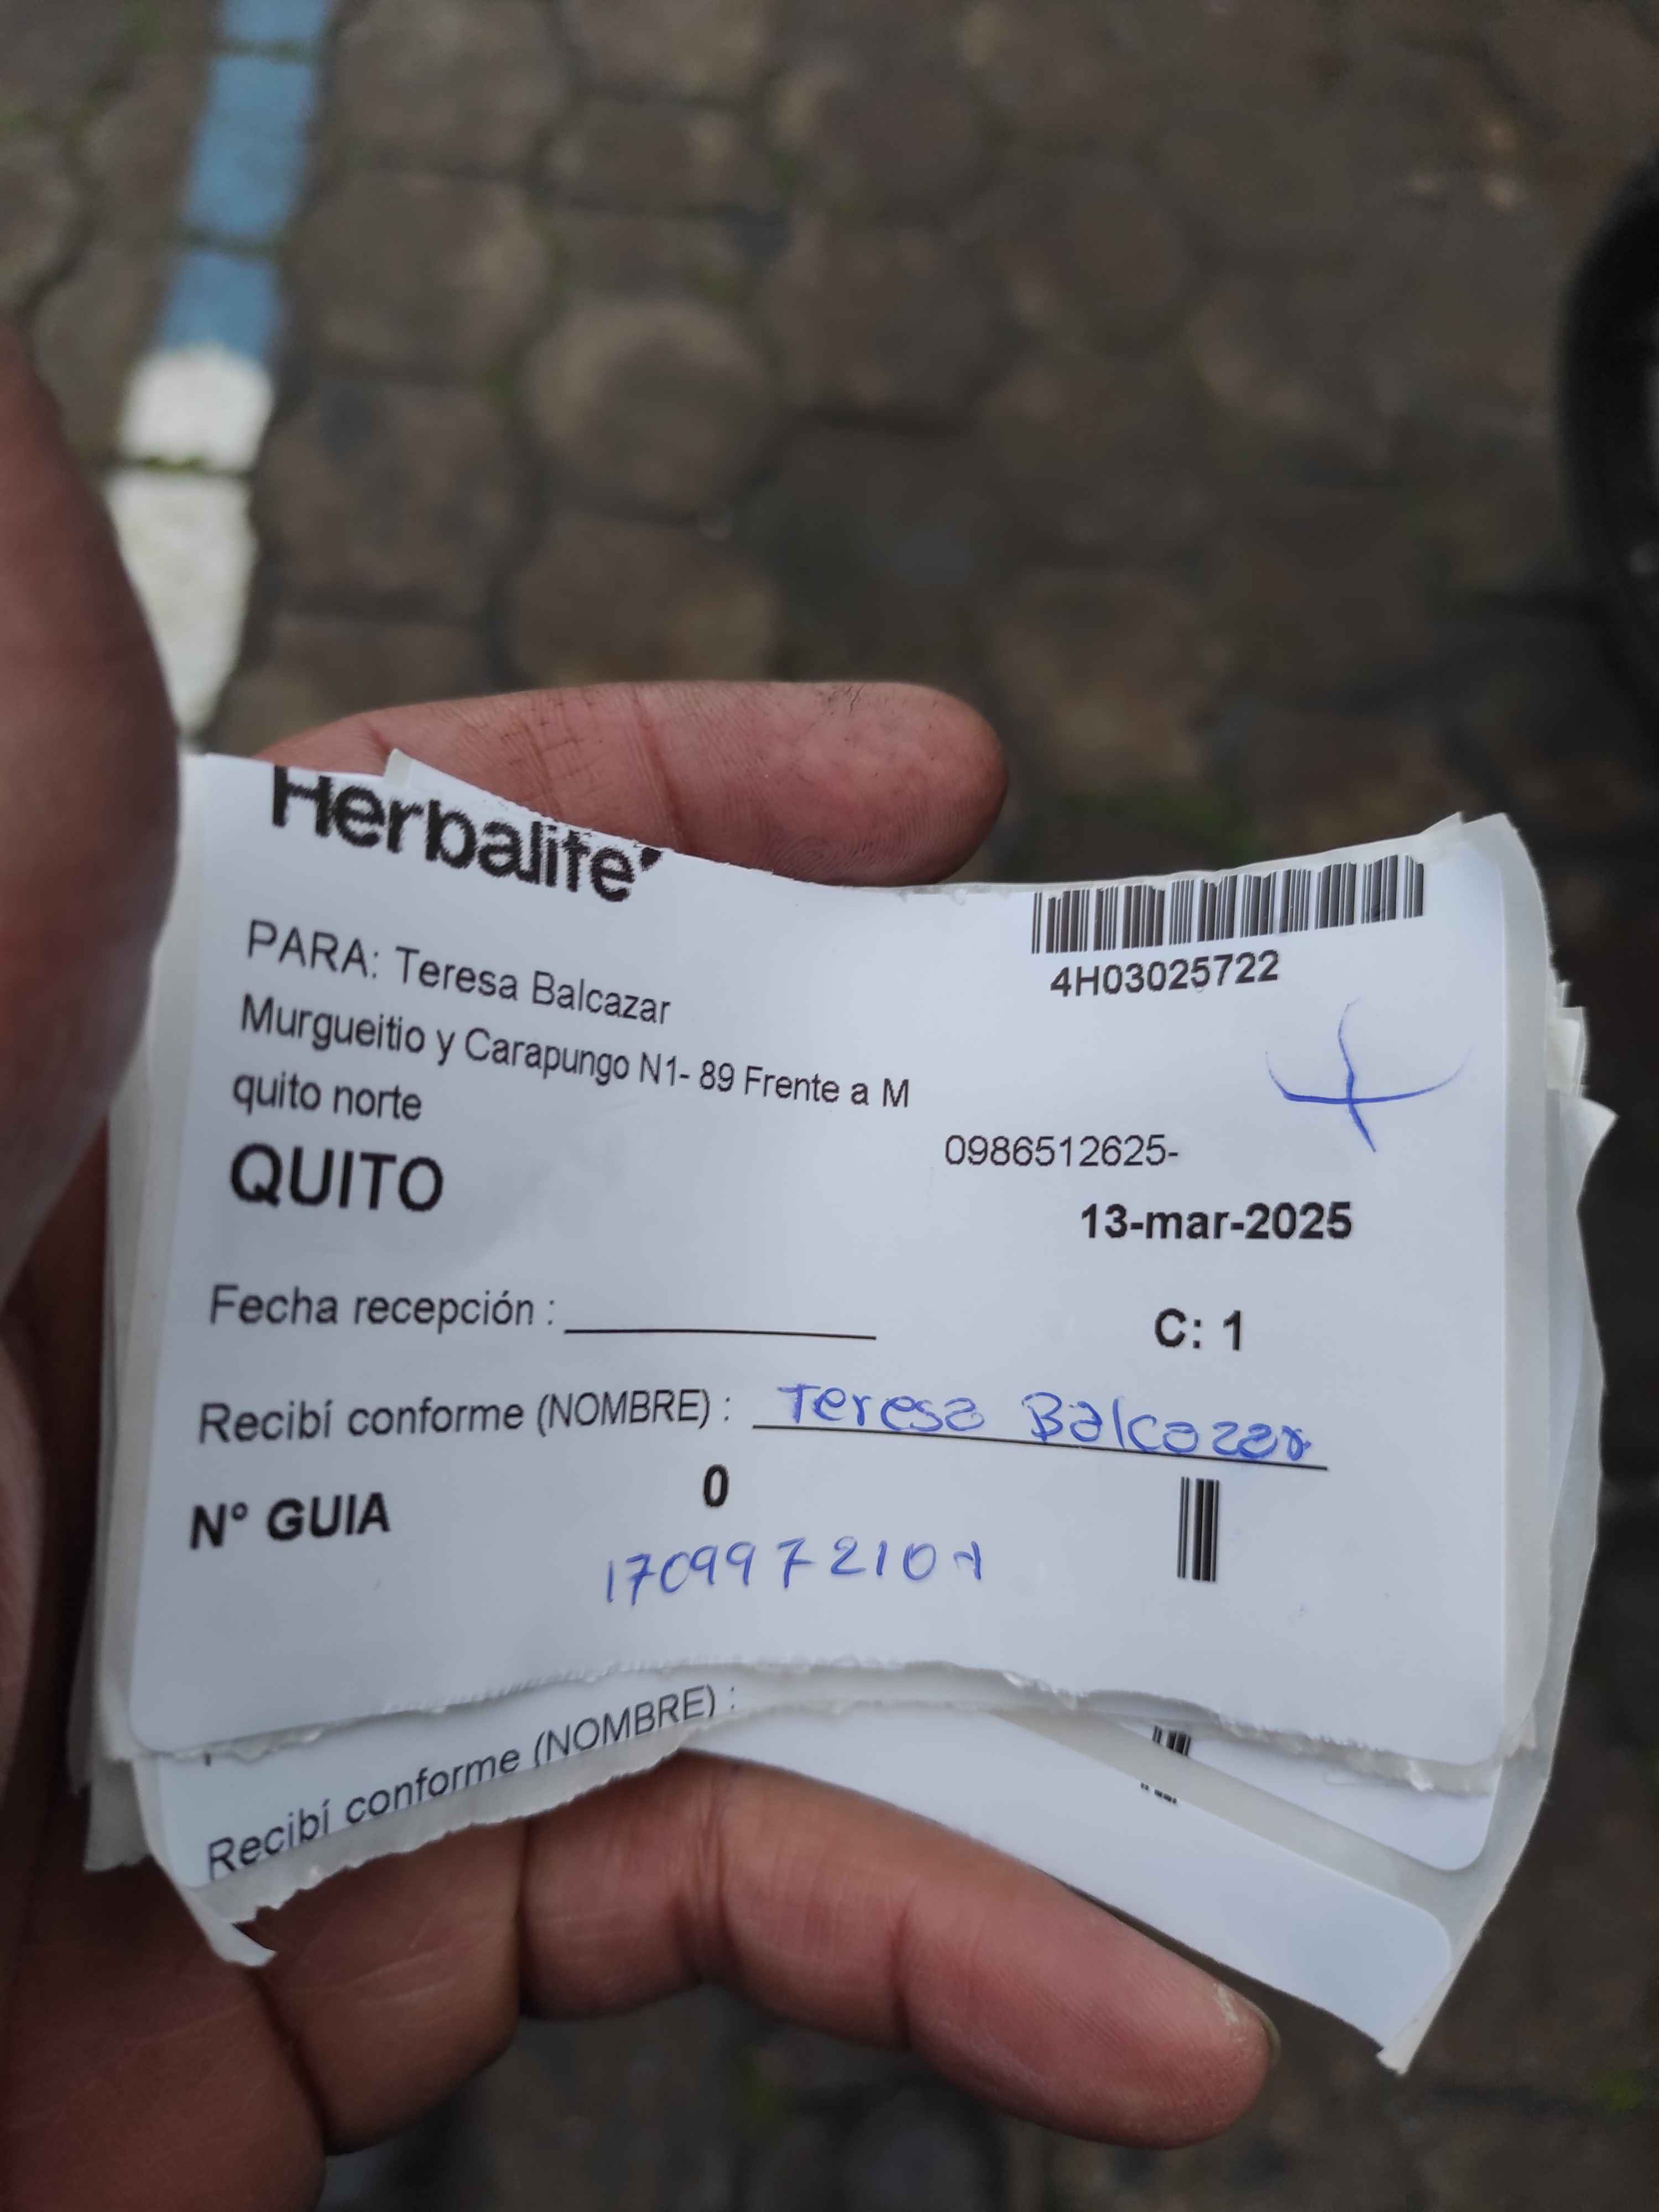 Herbalife
4H03025722
PARA: Teresa Balcazar
Murgueitio y Carapungo N1- 89 Frente a M
quito norte
0986512625-
QUITO
13-mar-2025
Fecha recepción :
C: 1
Recibí conforme (NOMBRE) : Teresa Balcazar
N° GUIA 0
1709972101
Recibí conforme (NOMBRE) :